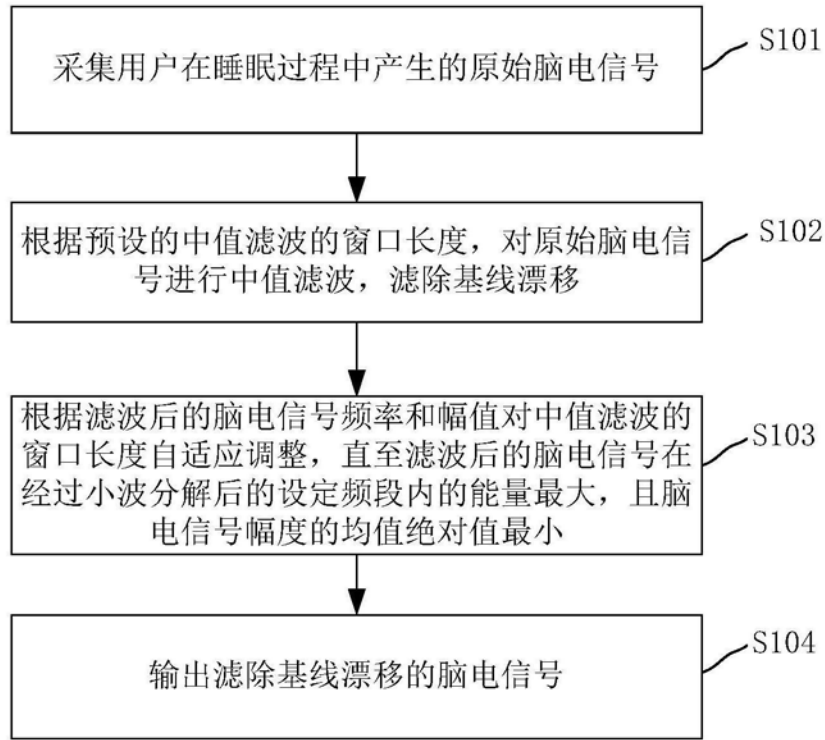 采集用户在睡眠过程中产生的原始脑电信号
S101
根据预设的中值滤波的窗口长度，对原始脑电信
号进行中值滤波，滤除基线漂移
S102
根据滤波后的脑电信号频率和幅值对中值滤波的
窗口长度自适应调整，直至滤波后的脑电信号在
经过小波分解后的设定频段内的能量最大，且脑
电信号幅度的均值绝对值最小
S103
输出滤除基线漂移的脑电信号
S104